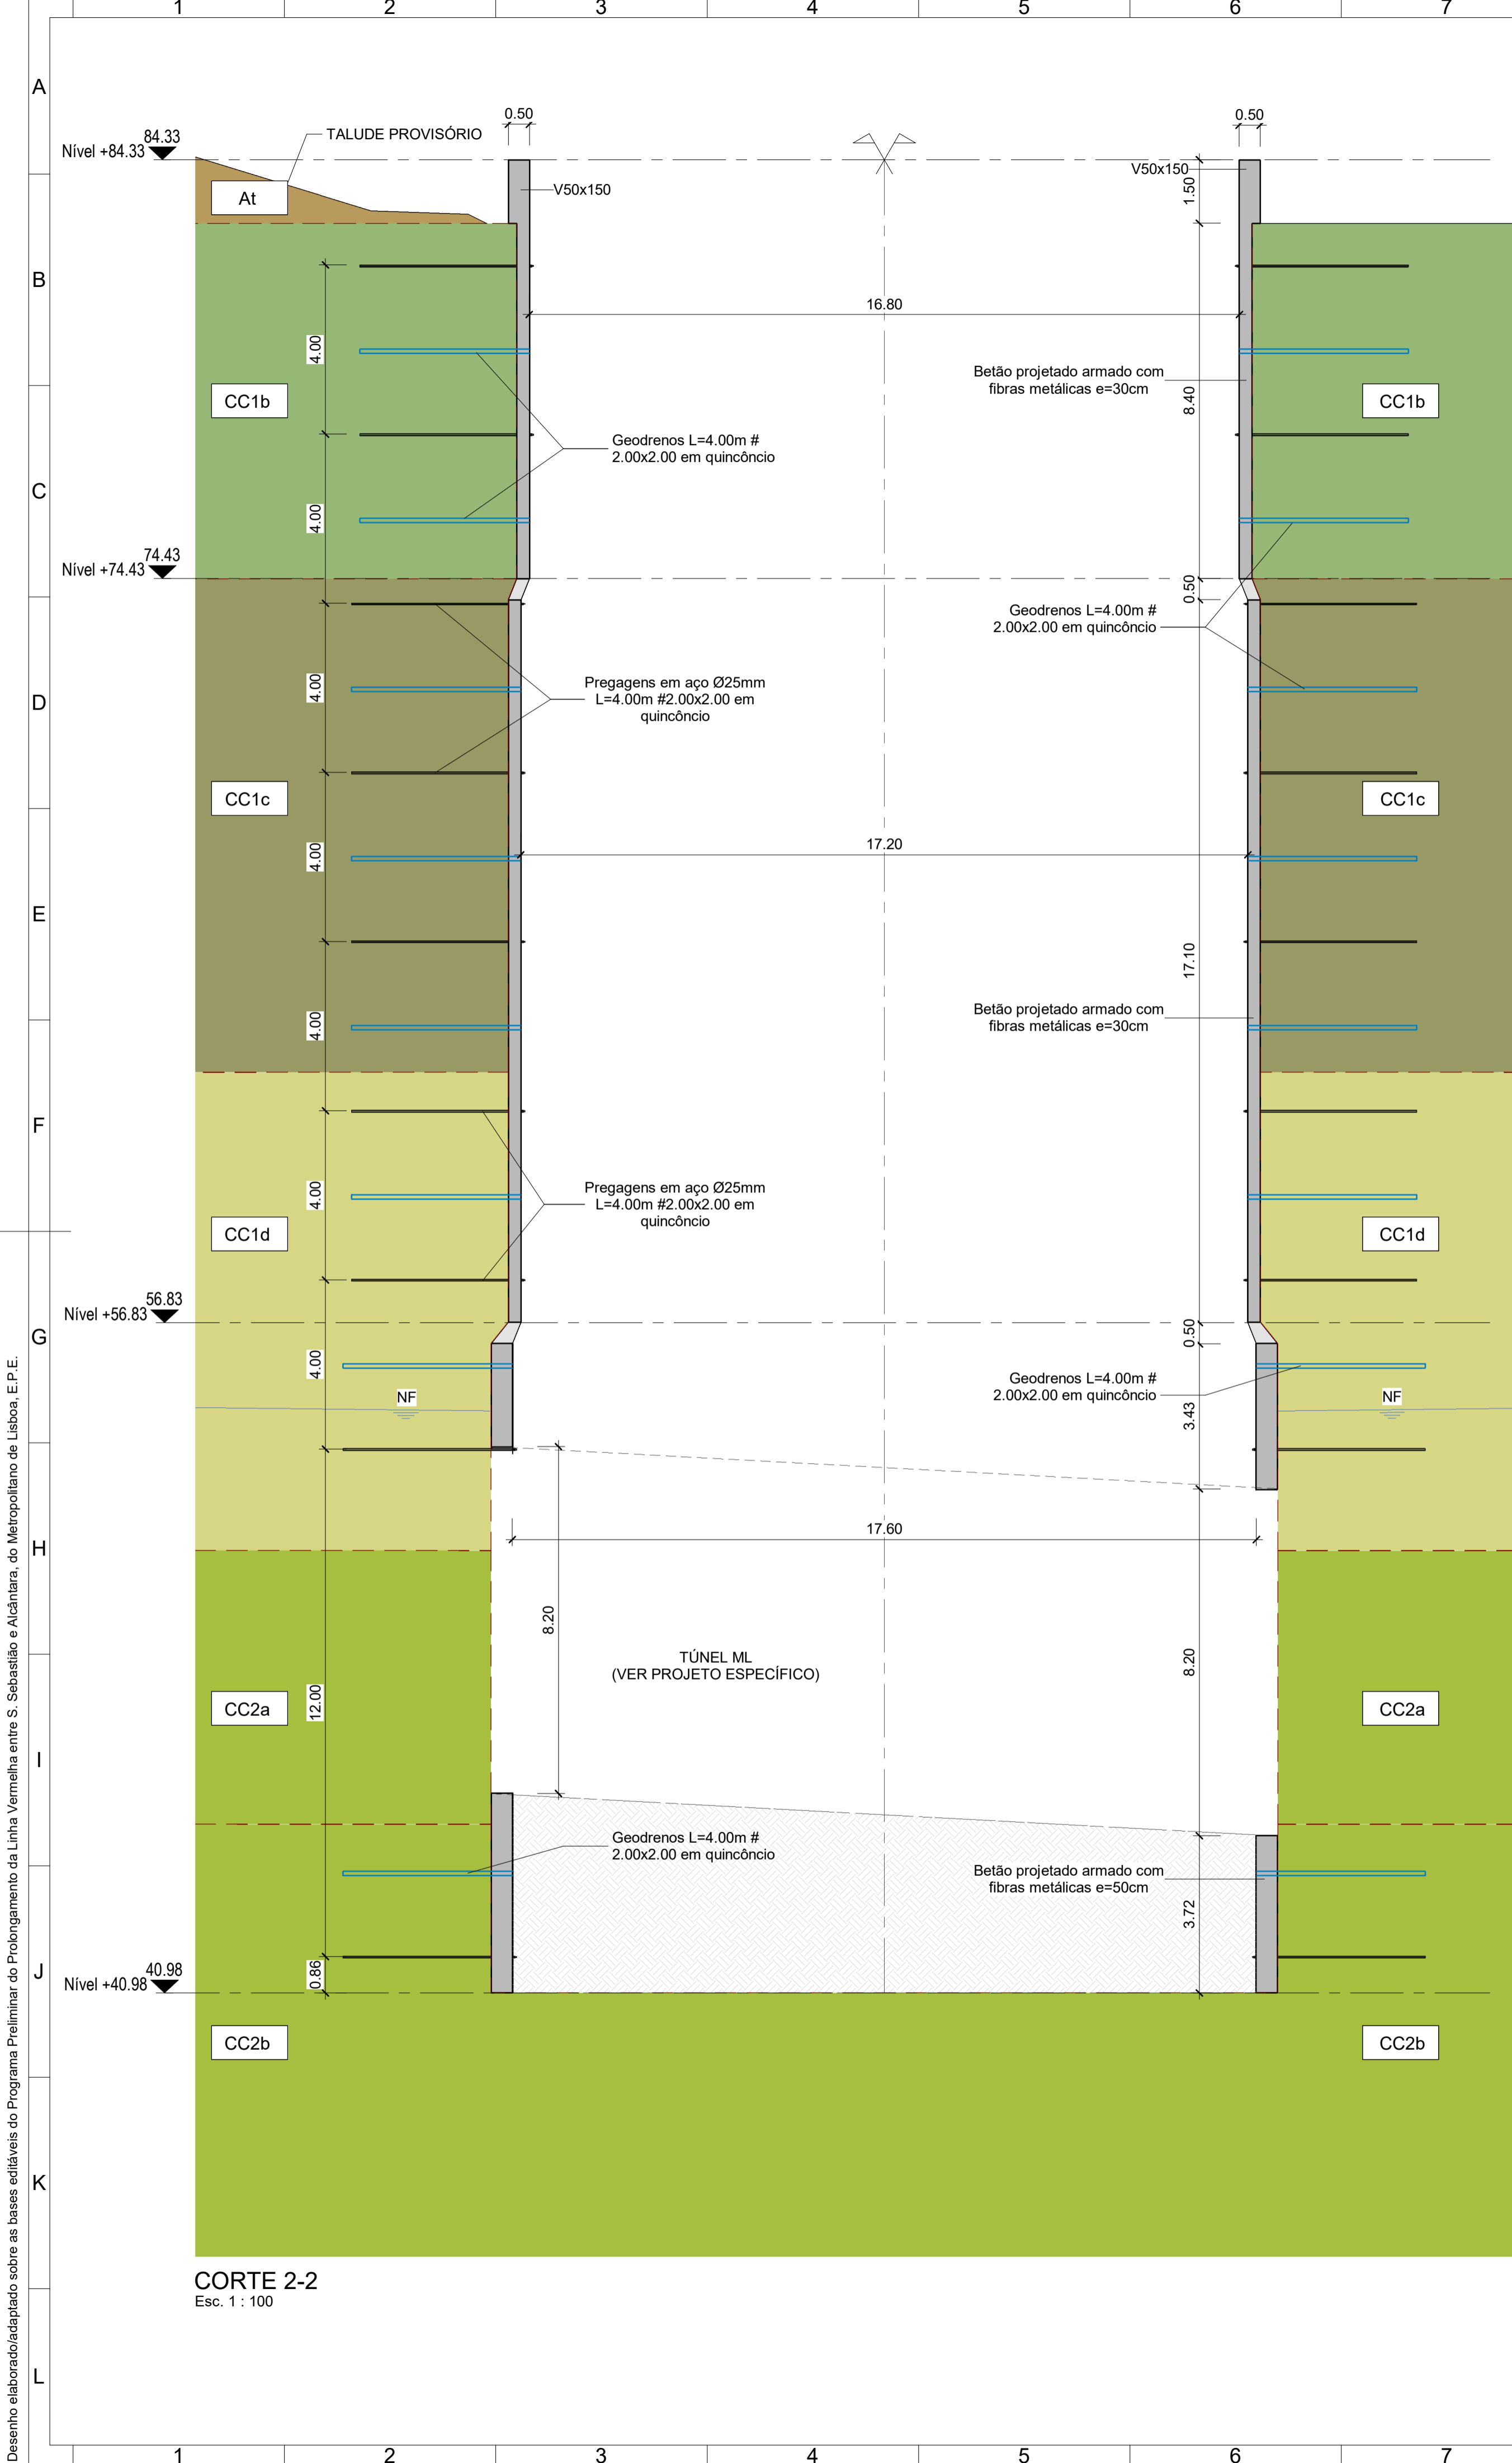 1 2 3 4 5 6 7
A
0.50
0.50
84.33
Nível +84.33
TALUDE PROVISÓRIO
V50x150
V50x150
1.50
At
B
16.80
4.00
Betão projetado armado com
fibras metálicas e=30cm
8.40
CC1b
CC1b
Geodrenos L=4.00m #
2.00x2.00 em quincôncio
C
4.00
74.43
Nível +74.43
0.50
Geodrenos L=4.00m #
2.00x2.00 em quincôncio
D
4.00
Pregagens em aço Ø25mm
L=4.00m #2.00x2.00 em
quincôncio
CC1c
CC1c
17.20
4.00
E
17.10
4.00
Betão projetado armado com
fibras metálicas e=30cm
F
4.00
Pregagens em aço Ø25mm
L=4.00m #2.00x2.00 em
quincôncio
CC1d
CC1d
56.83
Nível +56.83
G
0.50
4.00
Geodrenos L=4.00m #
2.00x2.00 em quincôncio
3.43
NF
NF
17.60
H
8.20
8.20
TÚNEL ML
(VER PROJETO ESPECÍFICO)
12.00
CC2a
CC2a
I
Geodrenos L=4.00m #
2.00x2.00 em quincôncio
Betão projetado armado com
fibras metálicas e=50cm
3.72
J
0.86
40.98
Nível +40.98
CC2b
CC2b
K
CORTE 2-2
Esc. 1 : 100
L
1 2 3 4 5 6 7
Desenho elaborado/adaptado sobre as bases editáveis do Programa Preliminar do Prolongamento da Linha Vermelha entre S. Sebastião e Alcântara, do Metropolitano de Lisboa, E.P.E.